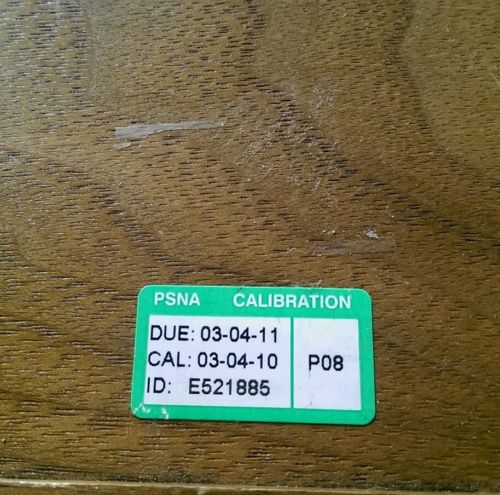 PSNA CALIBRATION
DUE: 03-04-11
CAL: 03-04-10
ID: E521885
P08